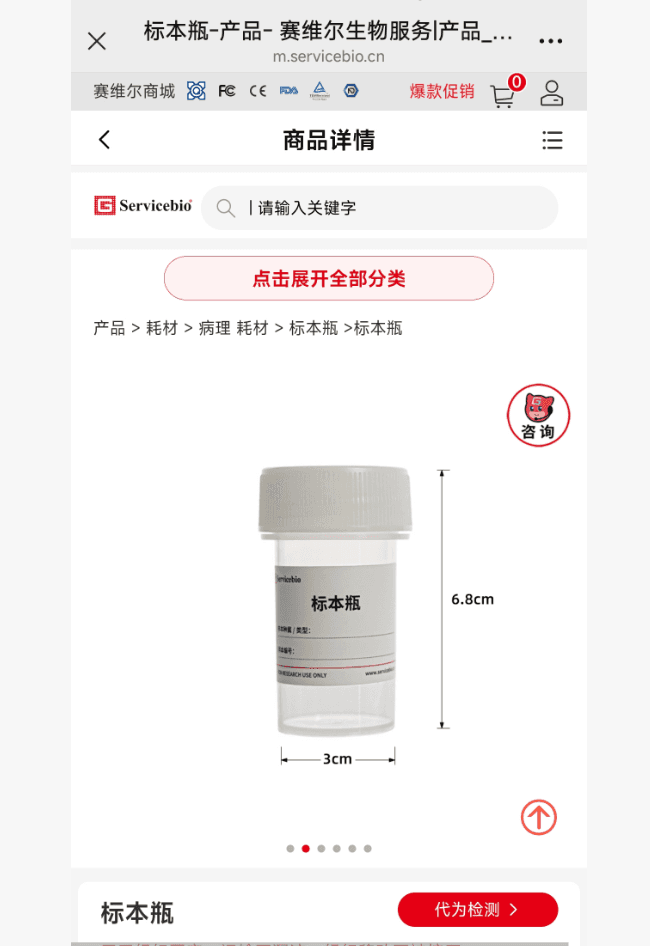 标本瓶-产品- 赛维尔生物服务|产品_...
m.servicebio.cn
赛维尔商城 FC CE FDA 爆款促销 0
商品详情
Servicebio
请输入关键字
点击展开全部分类
产品 > 耗材 > 病理 耗材 > 标本瓶 >标本瓶
咨询
servicebio
标本瓶
/ 类型:
编号:
RESEARCH USE ONLY www.servicebio.
6.8cm
3cm
标本瓶
代为检测